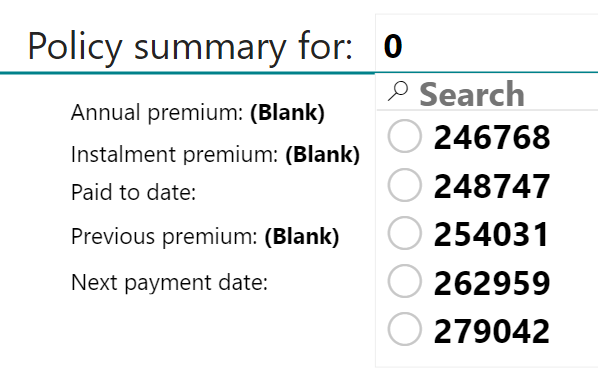 Policy summary for: 0
Search
Annual premium: (Blank)
246768
Instalment premium: (Blank)
248747
Paid to date:
254031
Previous premium: (Blank)
262959
Next payment date:
279042